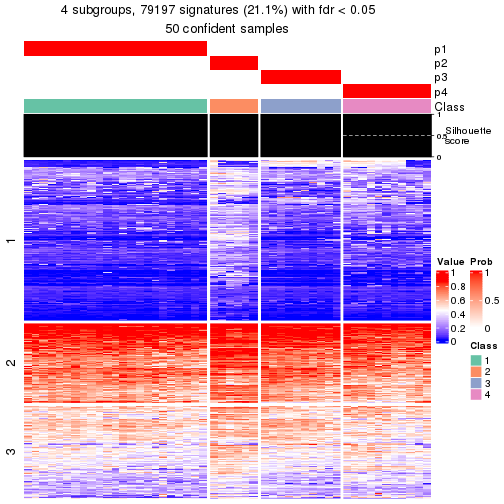 4 subgroups, 79197 signatures (21.1%) with fdr < 0.05
50 confident samples
p1
p2
p3
p4
Class
1
0.5
0
Silhouette
score
1
2
3
Value
1
0.8
0.6
0.4
0.2
0
Prob
1
0.5
0
Class
1
2
3
4